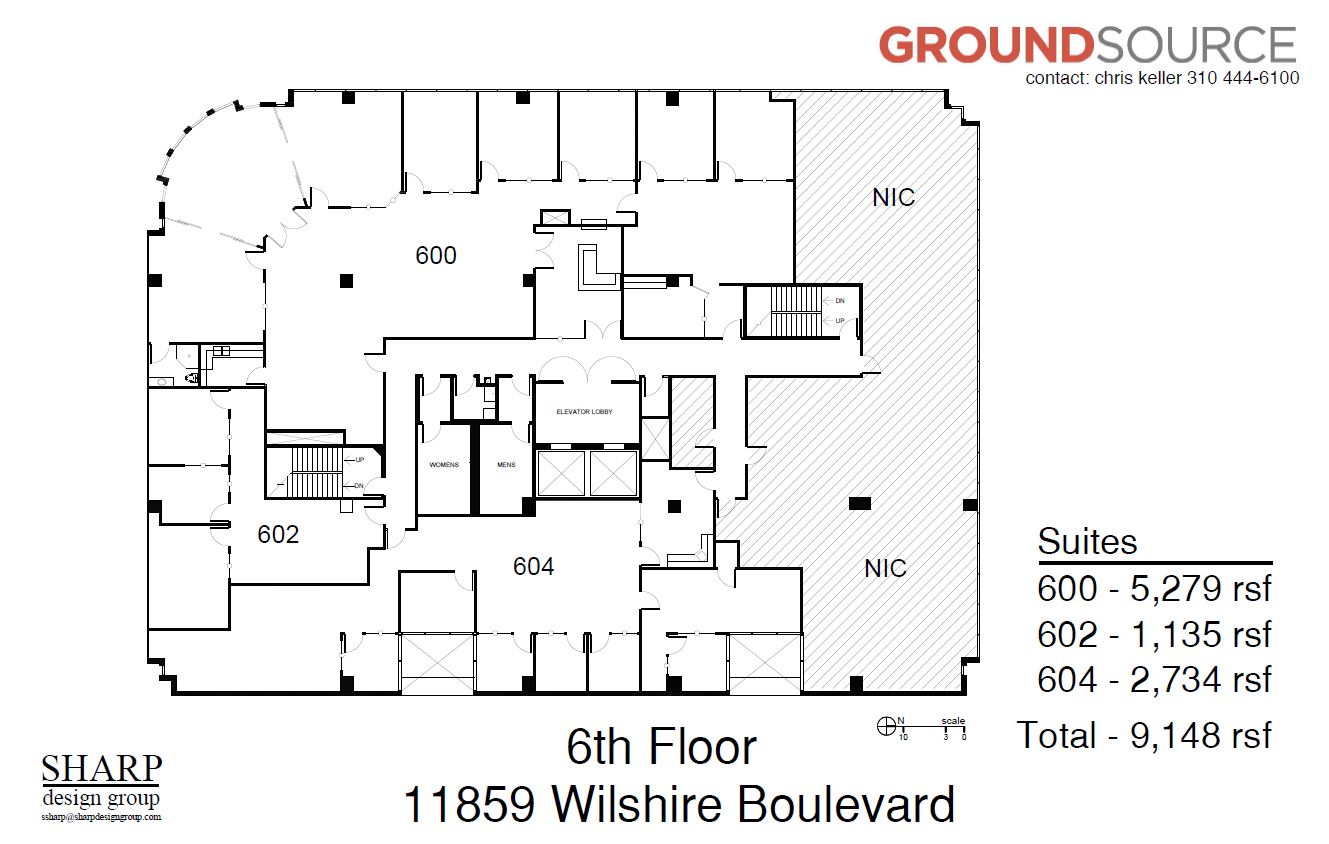 GROUNDSOURCE
contact: chris keller 310 444-6100
NIC
600
DN
UP
ELEVATOR LOBBY
WOMENS
MENS
UP
DN
602
604
NIC
Suites
600 - 5,279 rsf
602 - 1,135 rsf
604 - 2,734 rsf
Total - 9,148 rsf
N
scale
10 3 0
6th Floor
11859 Wilshire Boulevard
SHARP
design group
ssharp@sharpdesigngroup.com